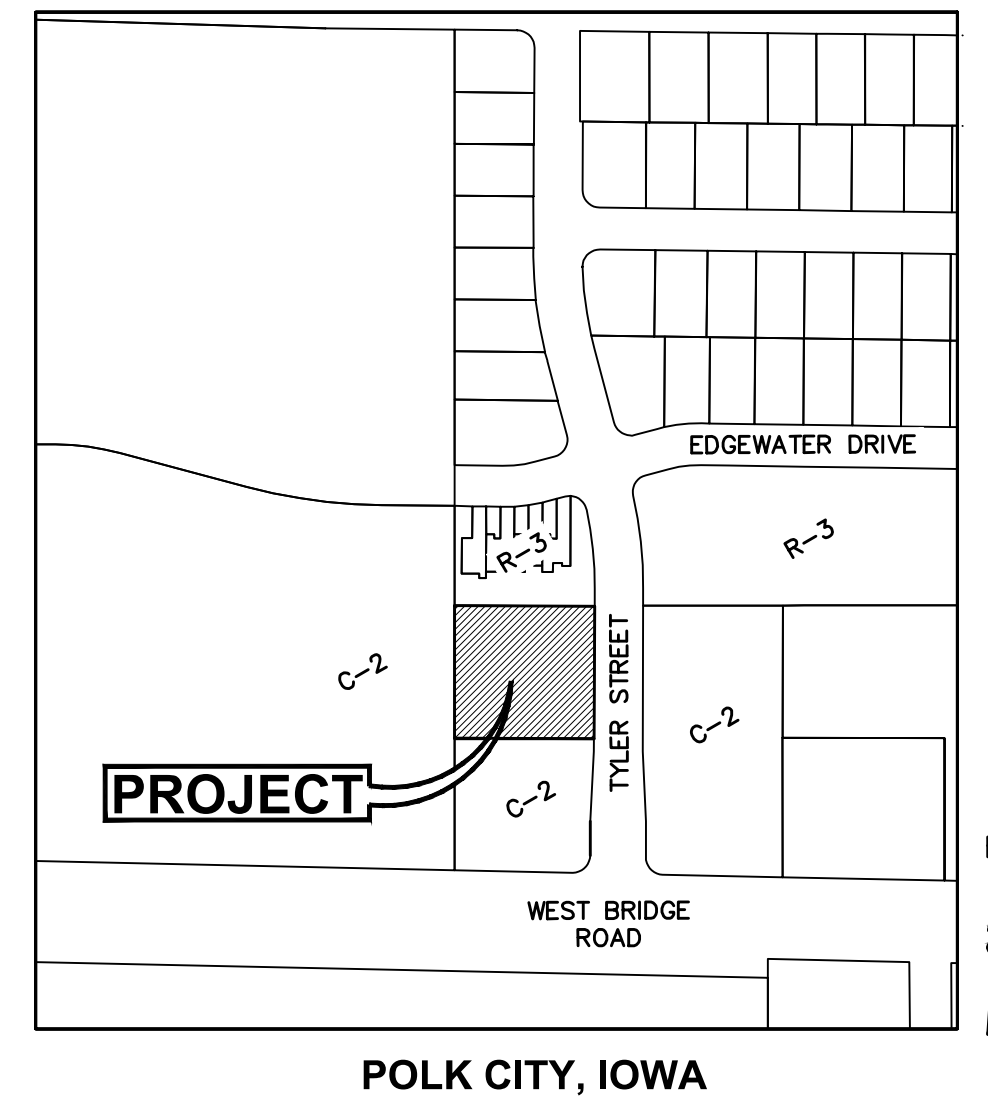 EDGEWATER DRIVE
R-3
R-3
TYLER STREET
C-2
C-2
PROJECT
C-2
WEST BRIDGE
ROAD
POLK CITY, IOWA